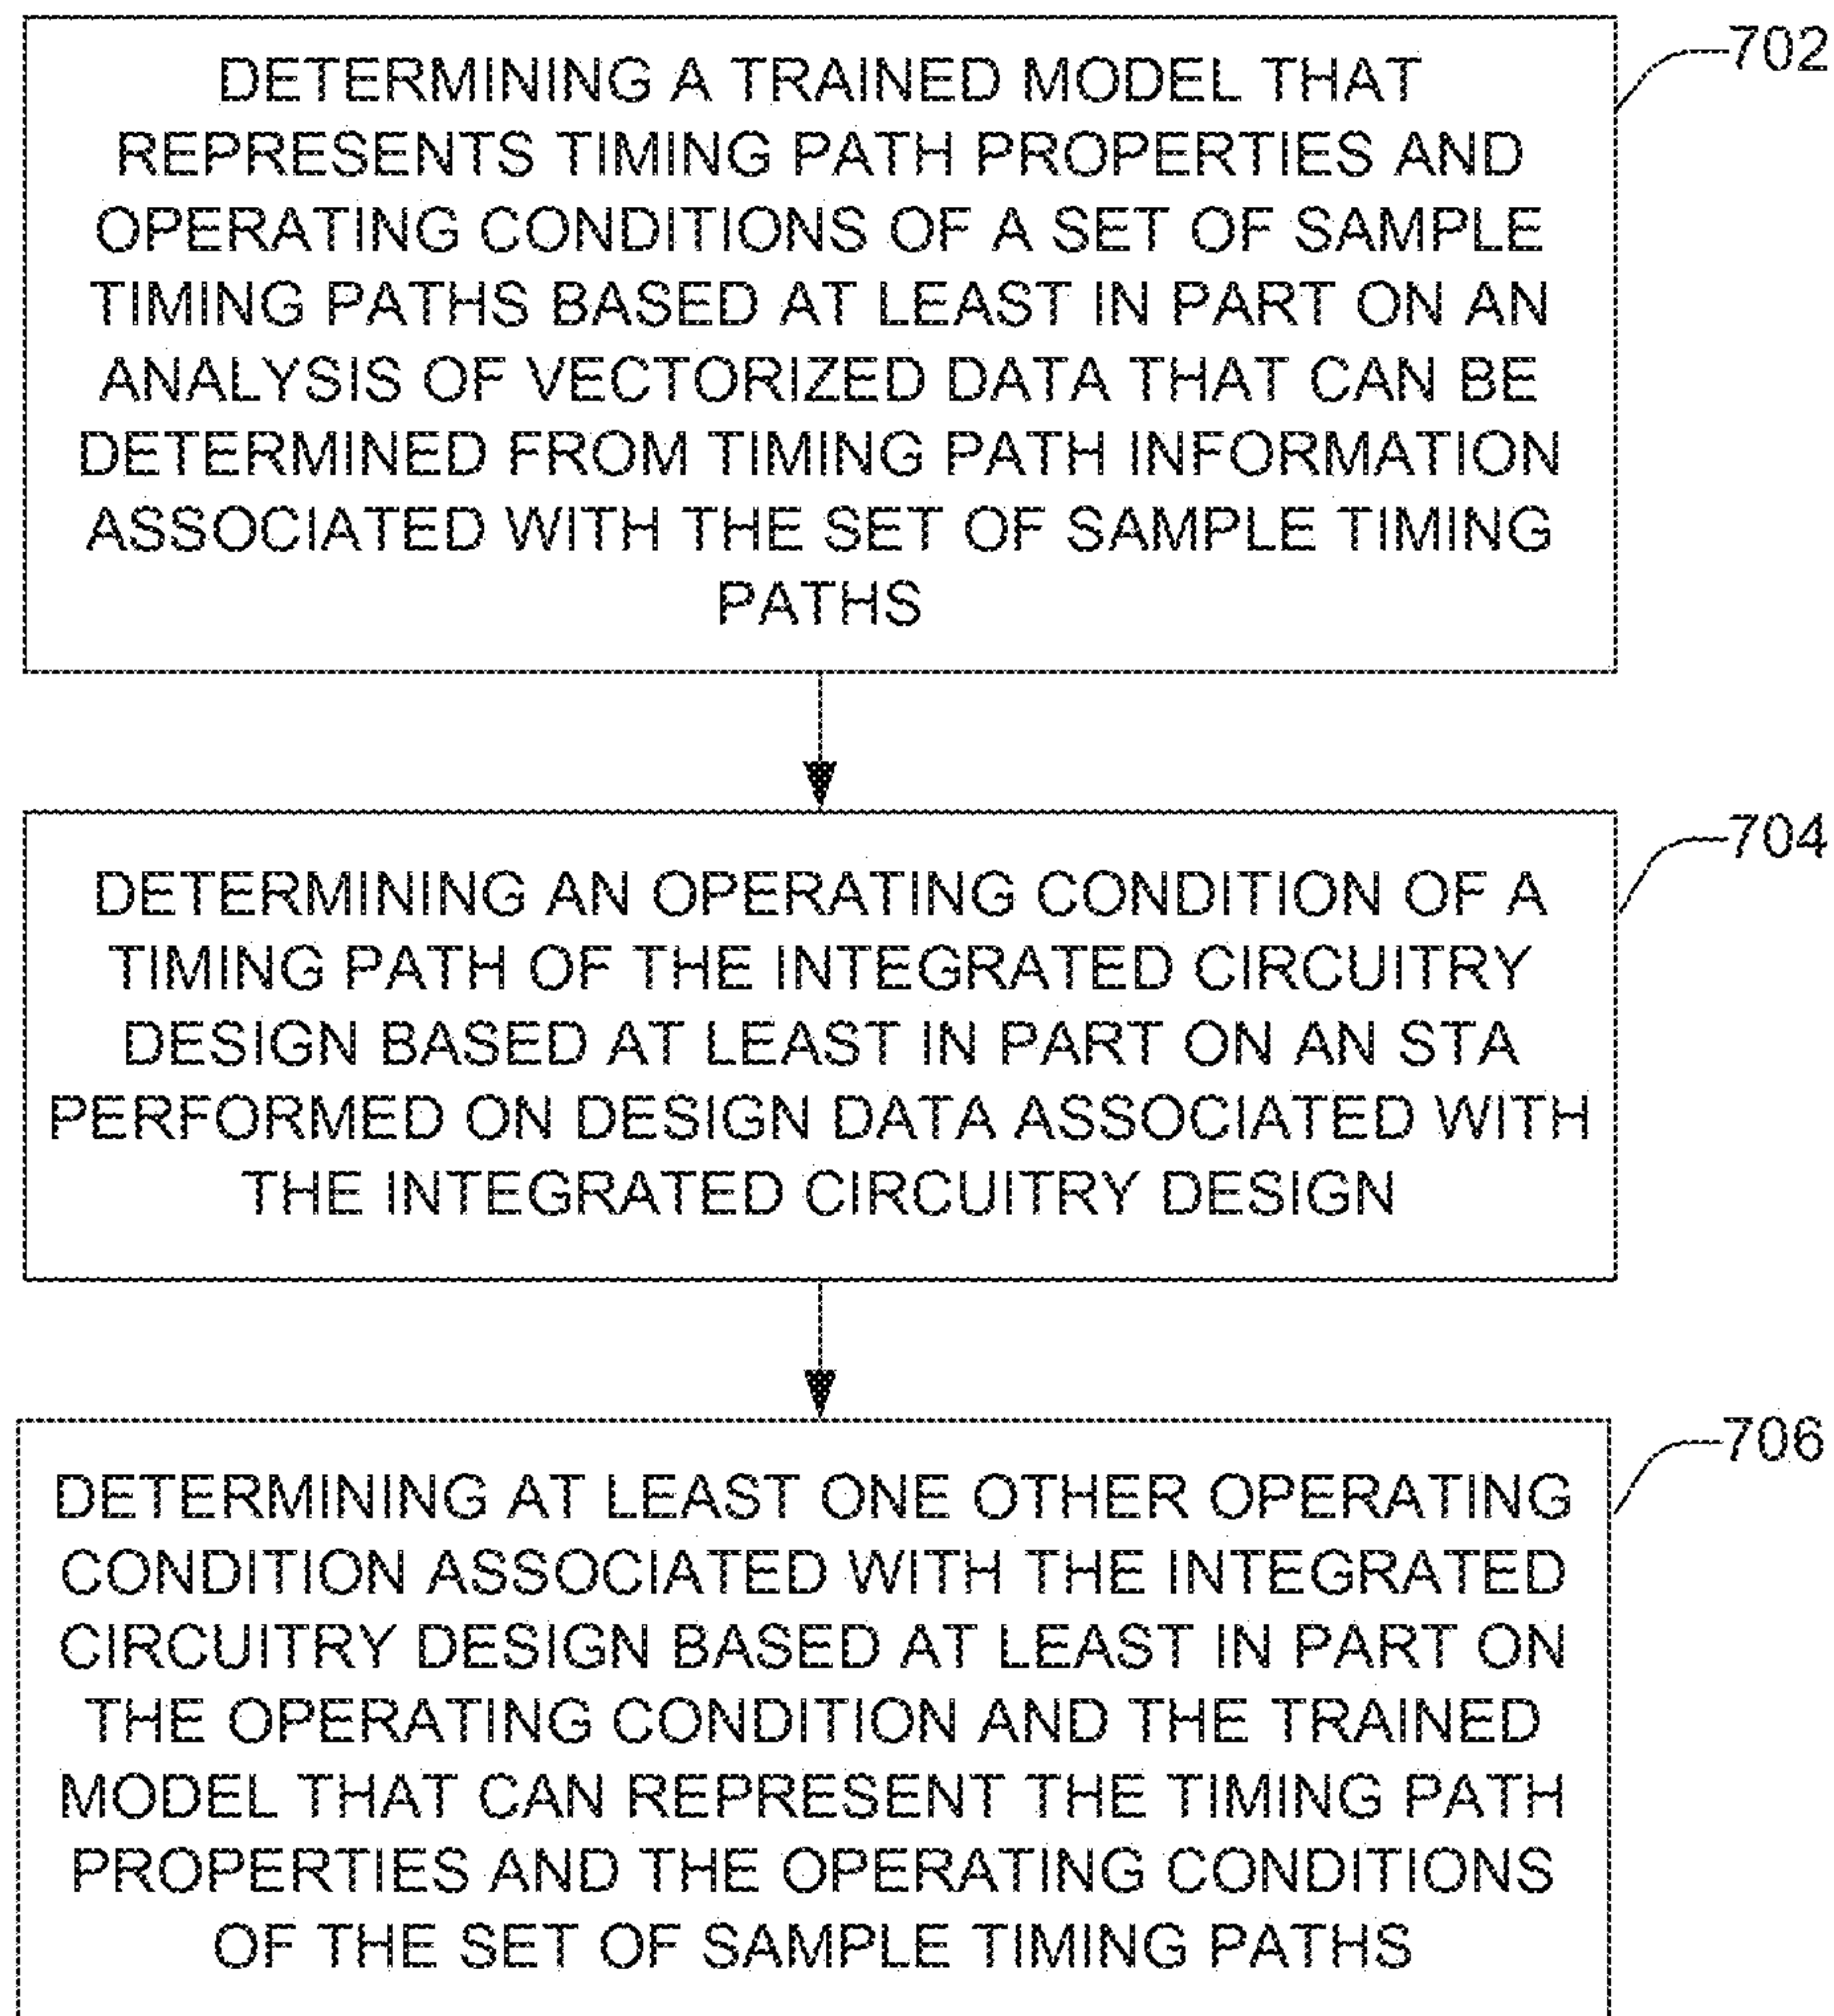 DETERMINING A TRAINED MODEL THAT
REPRESENTS TIMING PATH PROPERTIES AND
OPERATING CONDITIONS OF A SET OF SAMPLE
TIMING PATHS BASED AT LEAST IN PART ON AN
ANALYSIS OF VECTORIZED DATA THAT CAN BE
DETERMINED FROM TIMING PATH INFORMATION
ASSOCIATED WITH THE SET OF SAMPLE TIMING
PATHS
702
DETERMINING AN OPERATING CONDITION OF A
TIMING PATH OF THE INTEGRATED CIRCUITRY
DESIGN BASED AT LEAST IN PART ON AN STA
PERFORMED ON DESIGN DATA ASSOCIATED WITH
THE INTEGRATED CIRCUITRY DESIGN
704
DETERMINING AT LEAST ONE OTHER OPERATING
CONDITION ASSOCIATED WITH THE INTEGRATED
CIRCUITRY DESIGN BASED AT LEAST IN PART ON
THE OPERATING CONDITION AND THE TRAINED
MODEL THAT CAN REPRESENT THE TIMING PATH
PROPERTIES AND THE OPERATING CONDITIONS
OF THE SET OF SAMPLE TIMING PATHS
706